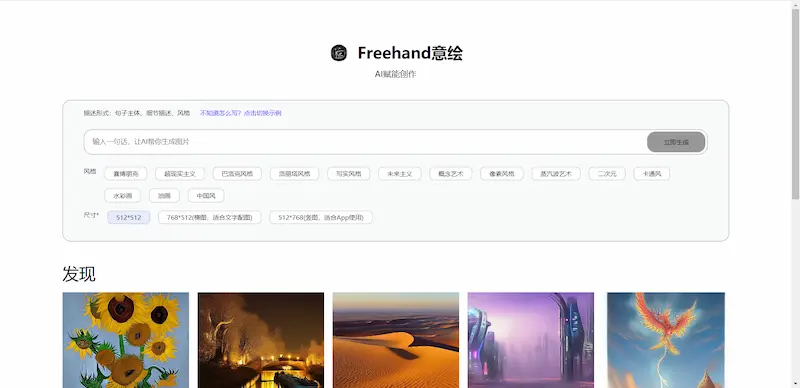 Freehand意绘
AI赋能创作
描述形式：句子主体、细节描述、风格 不知道怎么写？点击切换示例
输入一句话，让AI帮你生成图片 立即生成
风格 赛博朋克 超现实主义 巴洛克风格 洛丽塔风格 写实风格 未来主义 概念艺术 像素风格 蒸汽波艺术 二次元 卡通风
水彩画 油画 中国风
尺寸* 512*512 768*512(横图、适合文字配图) 512*768(竖图、适合App使用)
发现